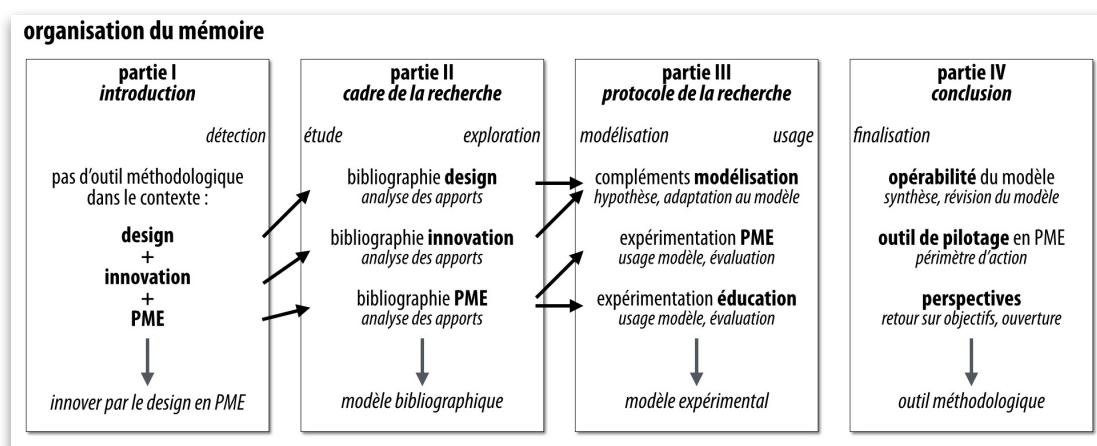 organisation du mémoire
partie I
introduction
détection
pas d'outil méthodologique
dans le contexte :
design
+
innovation
+
PME
innover par le design en PME
partie II
cadre de la recherche
étude
exploration
bibliographie design
analyse des apports
bibliographie innovation
analyse des apports
bibliographie PME
analyse des apports
modèle bibliographique
partie III
protocole de la recherche
modélisation
usage
compléments modélisation
hypothèse, adaptation au modèle
expérimentation PME
usage modèle, évaluation
expérimentation éducation
usage modèle, évaluation
modèle expérimental
partie IV
conclusion
finalisation
opérabilité du modèle
synthèse, révision du modèle
outil de pilotage en PME
périmètre d'action
perspectives
retour sur objectifs, ouverture
outil méthodologique